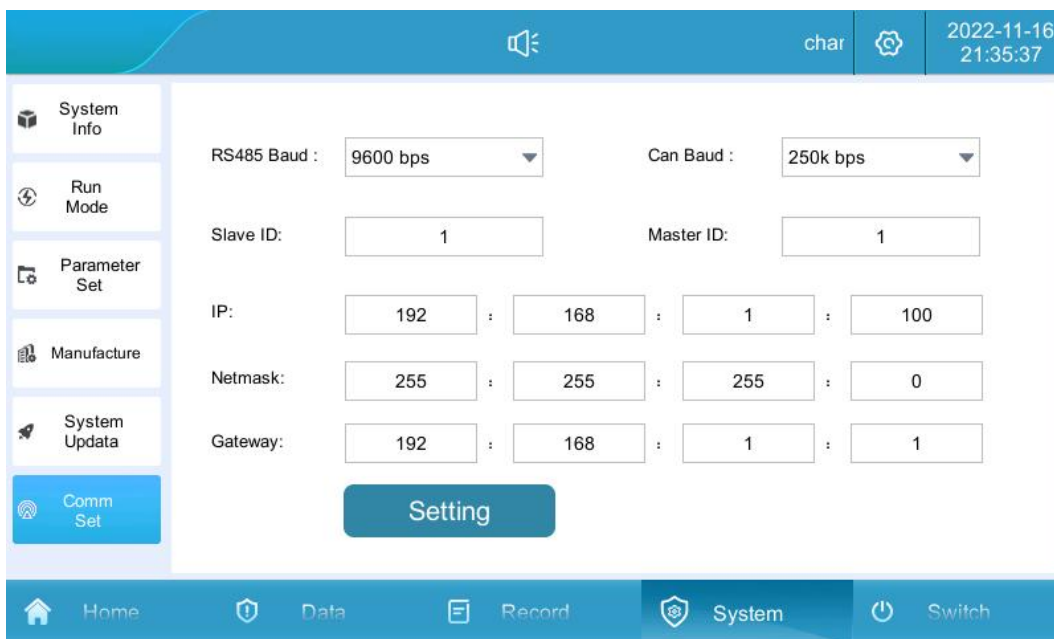 char
2022-11-16
21:35:37
System
Info
Run
Mode
Parameter
Set
Manufacture
System
Updata
Comm
Set
RS485 Baud : 9600 bps Can Baud : 250k bps
Slave ID: 1 Master ID: 1
IP: 192 : 168 : 1 : 100
Netmask: 255 : 255 : 255 : 0
Gateway: 192 : 168 : 1 : 1
Setting
Home Data Record System Switch